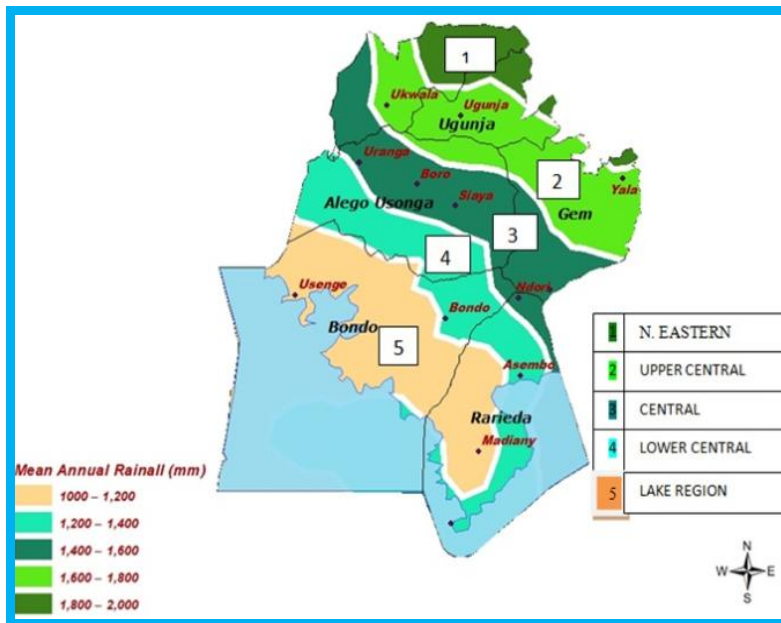 1
Ukwala
Ugunja
Ugunja
Uranga
Boro
2
Yala
Siaya
Alego Usonga
Gem
3
4
Usenge
Ndori
Bondo
Bondo
5
Asembo
Rarieda
Madiany
1 N. EASTERN
2 UPPER CENTRAL
3 CENTRAL
4 LOWER CENTRAL
5 LAKE REGION
Mean Annual Rainall (mm)
1000 – 1,200
1,200 – 1,400
1,400 – 1,600
1,600 – 1,800
1,800 – 2,000
N
W E
S